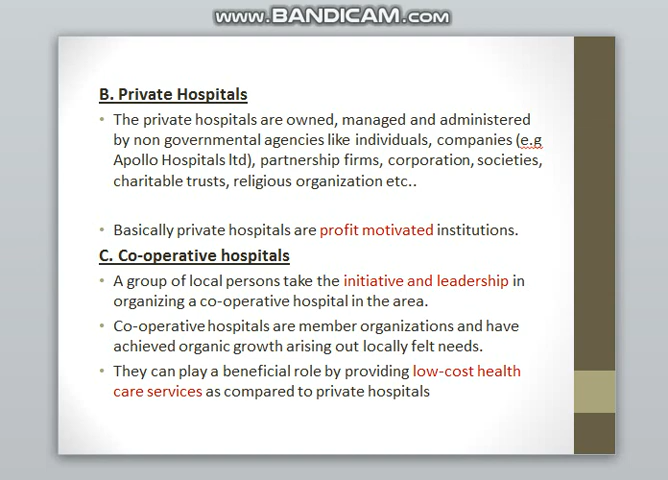 www.BANDICAM.com
B. Private Hospitals
• The private hospitals are owned, managed and administered
by non governmental agencies like individuals, companies (e.g
Apollo Hospitals ltd), partnership firms, corporation, societies,
charitable trusts, religious organization etc..
• Basically private hospitals are profit motivated institutions.
C. Co-operative hospitals
• A group of local persons take the initiative and leadership in
organizing a co-operative hospital in the area.
• Co-operative hospitals are member organizations and have
achieved organic growth arising out locally felt needs.
• They can play a beneficial role by providing low-cost health
care services as compared to private hospitals